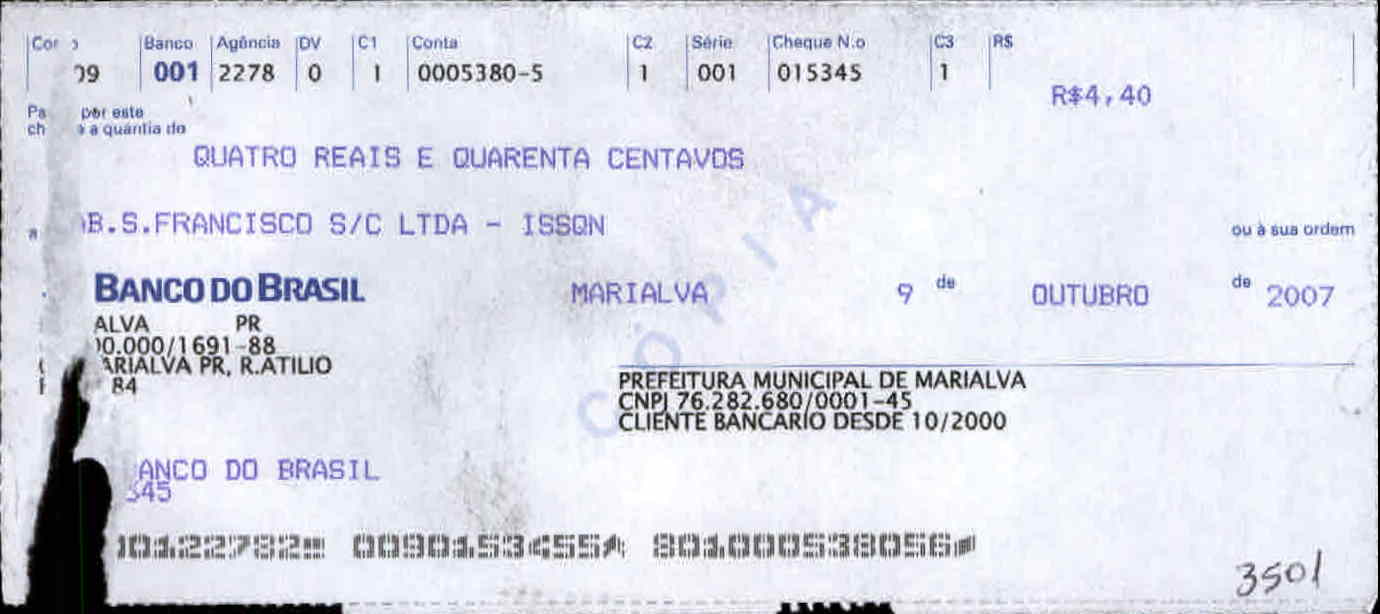 Banco Agência DV C1 Conta C2 Série Cheque N.o C3 R$
09 001 2278 0 1 0005380-5 1 001 015345 1
R$4,40
por este
a quantia de
QUATRO REAIS E QUARENTA CENTAVOS
B.S.FRANCISCO S/C LTDA - ISSQN
ou à sua ordem
BANCO DO BRASIL
MARIALVA 9 de OUTUBRO de 2007
ALVA PR
0.000/1691-88
ARIALVA PR, R.ATILIO
84
PREFEITURA MUNICIPAL DE MARIALVA
CNPJ 76.282.680/0001-45
CLIENTE BANCARIO DESDE 10/2000
CÓPIA
ANCO DO BRASIL
345
3501